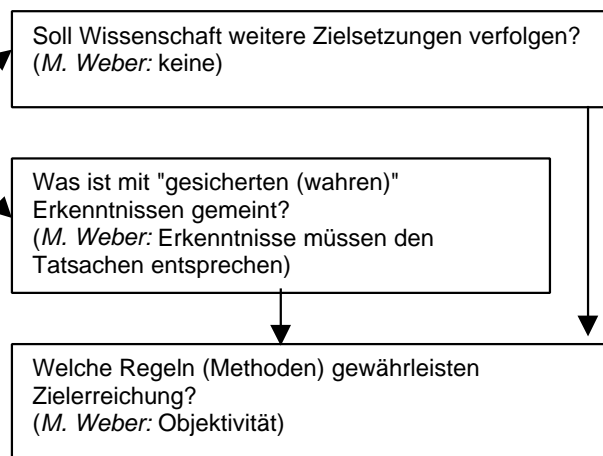 Soll Wissenschaft weitere Zielsetzungen verfolgen?
(M. Weber: keine)
Was ist mit "gesicherten (wahren)"
Erkenntnissen gemeint?
(M. Weber: Erkenntnisse müssen den
Tatsachen entsprechen)
Welche Regeln (Methoden) gewährleisten
Zielerreichung?
(M. Weber: Objektivität)